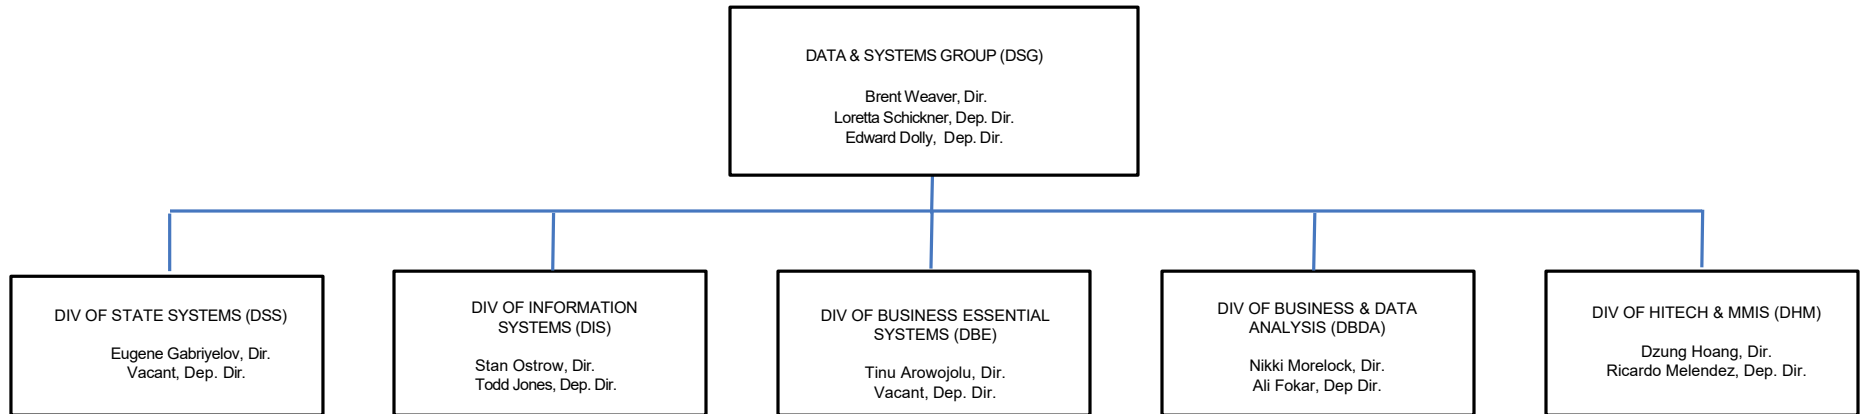 DATA & SYSTEMS GROUP (DSG)
Brent Weaver, Dir.
Loretta Schickner, Dep. Dir.
Edward Dolly, Dep. Dir.
DIV OF STATE SYSTEMS (DSS)
Eugene Gabriyelov, Dir.
Vacant, Dep. Dir.
DIV OF INFORMATION
SYSTEMS (DIS)
Stan Ostrow, Dir.
Todd Jones, Dep. Dir.
DIV OF BUSINESS ESSENTIAL
SYSTEMS (DBE)
Tinu Arowojolu, Dir.
Vacant, Dep. Dir.
DIV OF BUSINESS & DATA
ANALYSIS (DBDA)
Nikki Morelock, Dir.
Ali Fokar, Dep Dir.
DIV OF HITECH & MMIS (DHM)
Dzung Hoang, Dir.
Ricardo Melendez, Dep. Dir.